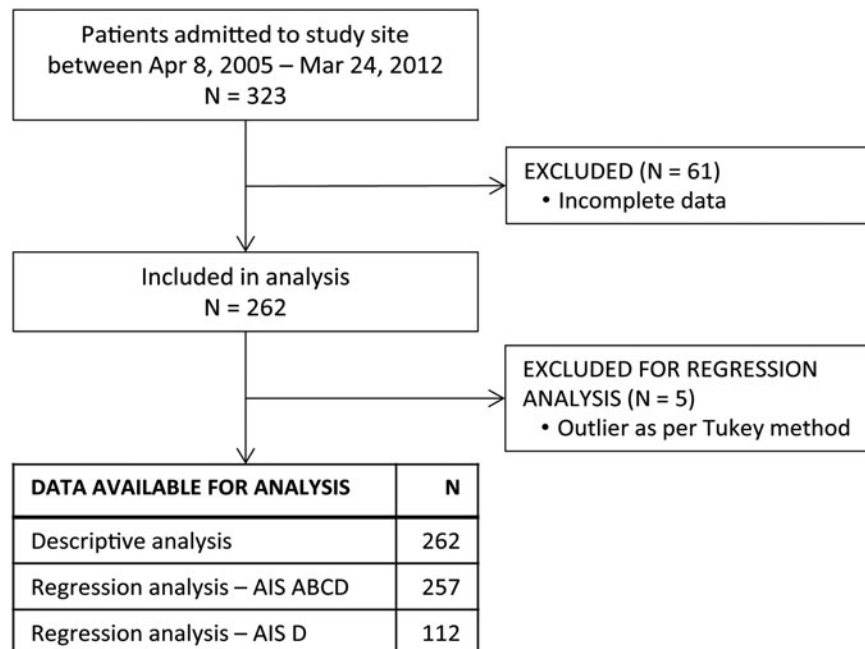 Patients admitted to study site
between Apr 8, 2005 – Mar 24, 2012
N = 323
EXCLUDED (N = 61)
• Incomplete data
Included in analysis
N = 262
EXCLUDED FOR REGRESSION
ANALYSIS (N = 5)
• Outlier as per Tukey method
DATA AVAILABLE FOR ANALYSIS N
Descriptive analysis 262
Regression analysis – AIS ABCD 257
Regression analysis – AIS D 112